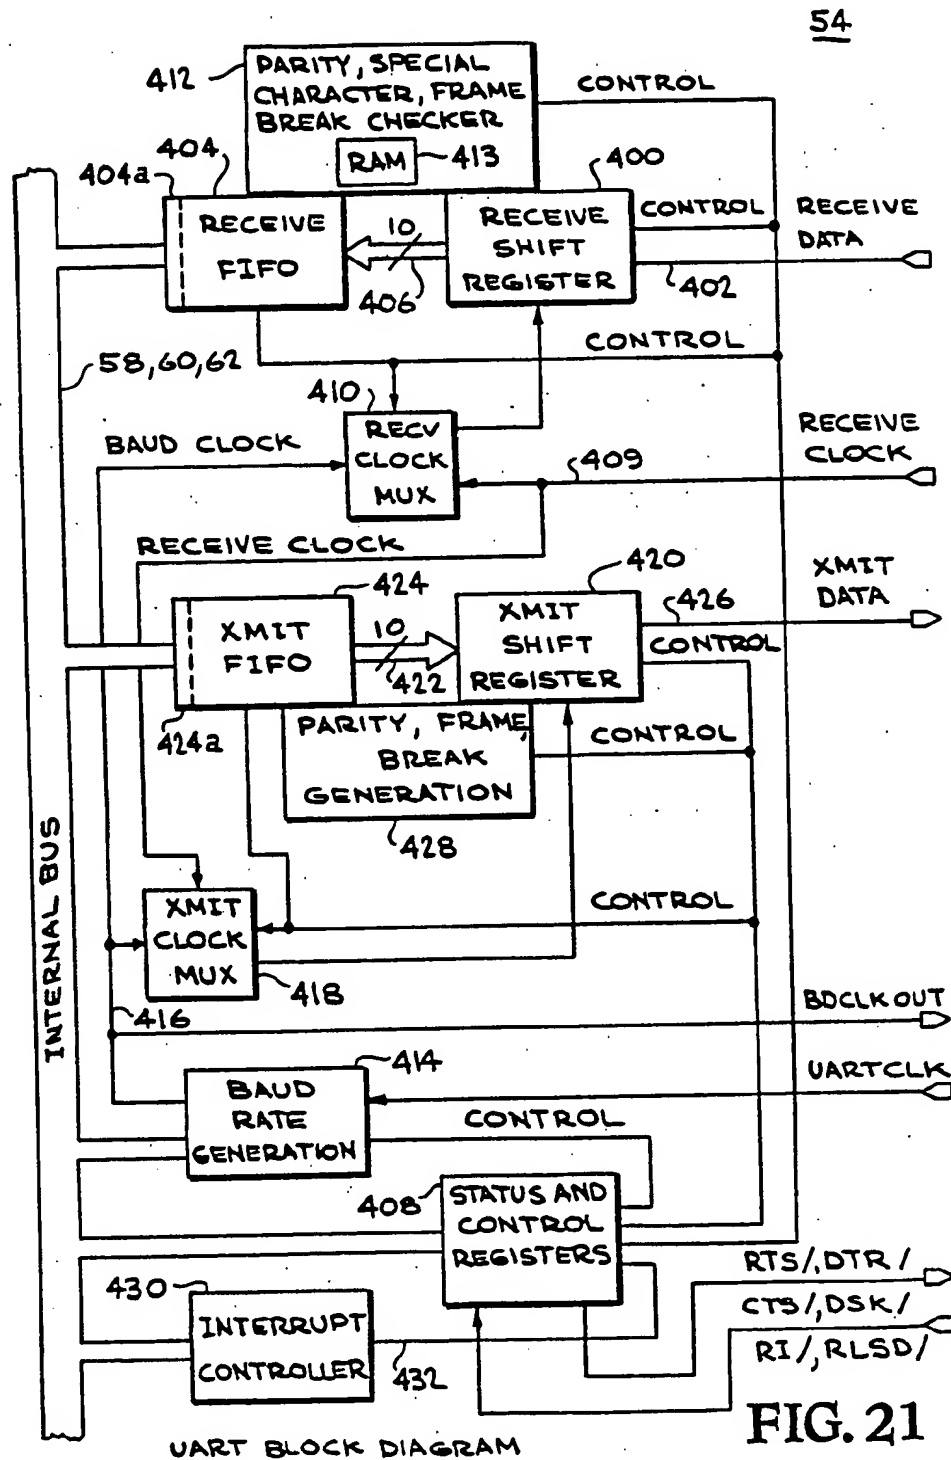 54
412
PARITY, SPECIAL
CHARACTER, FRAME
BREAK CHECKER
RAM
413
CONTROL
404a
404
400
RECEIVE
FIFO
10
406
RECEIVE
SHIFT
REGISTER
CONTROL
RECEIVE
DATA
402
58, 60, 62
CONTROL
410
RECV
CLOCK
MUX
BAUD CLOCK
RECEIVE
CLOCK
409
RECEIVE CLOCK
424
420
XMIT
DATA
XMIT
FIFO
10
422
XMIT
SHIFT
REGISTER
426
CONTROL
424a
PARITY, FRAME,
BREAK
GENERATION
CONTROL
428
INTERNAL BUS
XMIT
CLOCK
MUX
CONTROL
418
416
BDCLKOUT
414
UARTCLK
BAUD
RATE
GENERATION
CONTROL
408
STATUS AND
CONTROL
REGISTERS
RTS/, DTR/
430
CTS/, DSK/
INTERRUPT
CONTROLLER
432
RI/, RLSD/
FIG. 21
UART BLOCK DIAGRAM